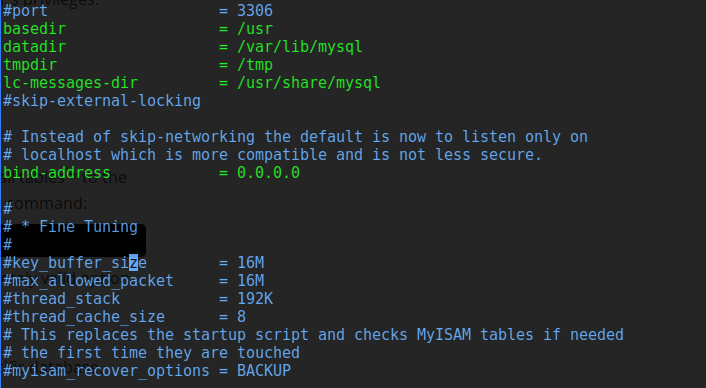 s privileges:
#port = 3306
basedir = /usr
datadir = /var/lib/mysql
tmpdir = /tmp
lc-messages-dir = /usr/share/mysql
#skip-external-locking
# Instead of skip-networking the default is now to listen only on
# localhost which is more compatible and is not less secure.
bind-address = 0.0.0.0
to the
command:
#
# * Fine Tuning
#
#key_buffer_size = 16M
#max_allowed_packet = 16M
#thread_stack = 192K
#thread_cache_size = 8
# This replaces the startup script and checks MyISAM tables if needed
# the first time they are touched
#myisam_recover_options = BACKUP